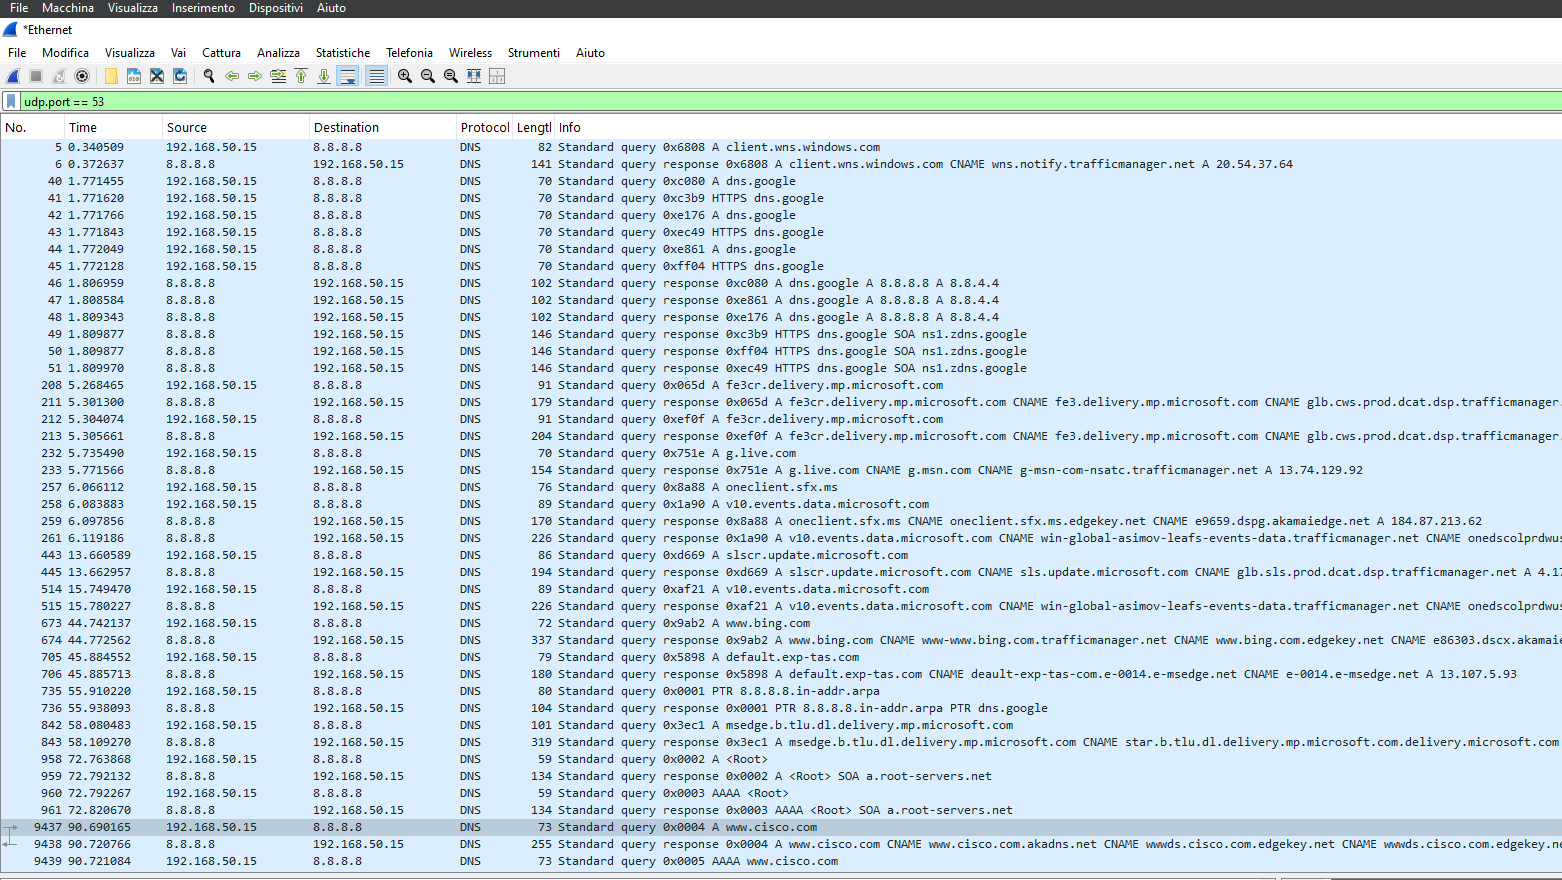 File Macchina Visualizza Inserimento Dispositivi Aiuto
*Ethernet
File Modifica Visualizza Vai Cattura Analizza Statistiche Telefonia Wireless Strumenti Aiuto
udp.port == 53
No. Time Source Destination Protocol Lengtl Info
5 0.340509 192.168.50.15 8.8.8.8 DNS 82 Standard query 0x6808 A client.wns.windows.com
6 0.372637 8.8.8.8 192.168.50.15 DNS 141 Standard query response 0x6808 A client.wns.windows.com CNAME wns.notify.trafficmanager.net A 20.54.37.64
40 1.771455 192.168.50.15 8.8.8.8 DNS 70 Standard query 0xc080 A dns.google
41 1.771620 192.168.50.15 8.8.8.8 DNS 70 Standard query 0xc3b9 HTTPS dns.google
42 1.771766 192.168.50.15 8.8.8.8 DNS 70 Standard query 0xe176 A dns.google
43 1.771843 192.168.50.15 8.8.8.8 DNS 70 Standard query 0xec49 HTTPS dns.google
44 1.772049 192.168.50.15 8.8.8.8 DNS 70 Standard query 0xe861 A dns.google
45 1.772128 192.168.50.15 8.8.8.8 DNS 70 Standard query 0xff04 HTTPS dns.google
46 1.806959 8.8.8.8 192.168.50.15 DNS 102 Standard query response 0xc080 A dns.google A 8.8.8.8 A 8.8.4.4
47 1.808584 8.8.8.8 192.168.50.15 DNS 102 Standard query response 0xe861 A dns.google A 8.8.8.8 A 8.8.4.4
48 1.809343 8.8.8.8 192.168.50.15 DNS 102 Standard query response 0xe176 A dns.google A 8.8.8.8 A 8.8.4.4
49 1.809877 8.8.8.8 192.168.50.15 DNS 146 Standard query response 0xc3b9 HTTPS dns.google SOA ns1.zdns.google
50 1.809877 8.8.8.8 192.168.50.15 DNS 146 Standard query response 0xff04 HTTPS dns.google SOA ns1.zdns.google
51 1.809970 8.8.8.8 192.168.50.15 DNS 146 Standard query response 0xec49 HTTPS dns.google SOA ns1.zdns.google
208 5.268465 192.168.50.15 8.8.8.8 DNS 91 Standard query 0x065d A fe3cr.delivery.mp.microsoft.com
211 5.301300 8.8.8.8 192.168.50.15 DNS 179 Standard query response 0x065d A fe3cr.delivery.mp.microsoft.com CNAME fe3.delivery.mp.microsoft.com CNAME glb.cws.prod.dcat.dsp.trafficmanager.
212 5.304074 192.168.50.15 8.8.8.8 DNS 91 Standard query 0xef0f A fe3cr.delivery.mp.microsoft.com
213 5.305661 8.8.8.8 192.168.50.15 DNS 204 Standard query response 0xef0f A fe3cr.delivery.mp.microsoft.com CNAME fe3.delivery.mp.microsoft.com CNAME glb.cws.prod.dcat.dsp.trafficmanager.
232 5.735490 192.168.50.15 8.8.8.8 DNS 70 Standard query 0x751e A g.live.com
233 5.771566 8.8.8.8 192.168.50.15 DNS 154 Standard query response 0x751e A g.live.com CNAME g.msn.com CNAME g-msn-com-nsatc.trafficmanager.net A 13.74.129.92
257 6.066112 192.168.50.15 8.8.8.8 DNS 76 Standard query 0x8a88 A oneclient.sfx.ms
258 6.083883 192.168.50.15 8.8.8.8 DNS 89 Standard query 0x1a90 A v10.events.data.microsoft.com
259 6.097856 8.8.8.8 192.168.50.15 DNS 170 Standard query response 0x8a88 A oneclient.sfx.ms CNAME oneclient.sfx.ms.edgekey.net CNAME e9659.dspg.akamaiedge.net A 184.87.213.62
261 6.119186 8.8.8.8 192.168.50.15 DNS 226 Standard query response 0x1a90 A v10.events.data.microsoft.com CNAME win-global-asimov-leafs-events-data.trafficmanager.net CNAME onedscolprdwus
443 13.660589 192.168.50.15 8.8.8.8 DNS 86 Standard query 0xd669 A slscr.update.microsoft.com
445 13.662957 8.8.8.8 192.168.50.15 DNS 194 Standard query response 0xd669 A slscr.update.microsoft.com CNAME sls.update.microsoft.com CNAME glb.sls.prod.dcat.dsp.trafficmanager.net A 4.17
514 15.749470 192.168.50.15 8.8.8.8 DNS 89 Standard query 0xaf21 A v10.events.data.microsoft.com
515 15.780227 8.8.8.8 192.168.50.15 DNS 226 Standard query response 0xaf21 A v10.events.data.microsoft.com CNAME win-global-asimov-leafs-events-data.trafficmanager.net CNAME onedscolprdwus
673 44.742137 192.168.50.15 8.8.8.8 DNS 72 Standard query 0x9ab2 A www.bing.com
674 44.772562 8.8.8.8 192.168.50.15 DNS 337 Standard query response 0x9ab2 A www.bing.com CNAME www-www.bing.com.trafficmanager.net CNAME www.bing.com.edgekey.net CNAME e86303.dscx.akamaie
705 45.884552 192.168.50.15 8.8.8.8 DNS 79 Standard query 0x5898 A default.exp-tas.com
706 45.885713 8.8.8.8 192.168.50.15 DNS 180 Standard query response 0x5898 A default.exp-tas.com CNAME deault-exp-tas-com.e-0014.e-msedge.net CNAME e-0014.e-msedge.net A 13.107.5.93
735 55.910220 192.168.50.15 8.8.8.8 DNS 80 Standard query 0x0001 PTR 8.8.8.8.in-addr.arpa
736 55.938093 8.8.8.8 192.168.50.15 DNS 104 Standard query response 0x0001 PTR 8.8.8.8.in-addr.arpa PTR dns.google
842 58.080483 192.168.50.15 8.8.8.8 DNS 101 Standard query 0x3ec1 A msedge.b.tlu.dl.delivery.mp.microsoft.com
843 58.109270 8.8.8.8 192.168.50.15 DNS 319 Standard query response 0x3ec1 A msedge.b.tlu.dl.delivery.mp.microsoft.com CNAME star.b.tlu.dl.delivery.mp.microsoft.com.delivery.microsoft.com
958 72.763868 192.168.50.15 8.8.8.8 DNS 59 Standard query 0x0002 A <Root>
959 72.792132 8.8.8.8 192.168.50.15 DNS 134 Standard query response 0x0002 A <Root> SOA a.root-servers.net
960 72.792267 192.168.50.15 8.8.8.8 DNS 59 Standard query 0x0003 AAAA <Root>
961 72.820670 8.8.8.8 192.168.50.15 DNS 134 Standard query response 0x0003 AAAA <Root> SOA a.root-servers.net
9437 90.690165 192.168.50.15 8.8.8.8 DNS 73 Standard query 0x0004 A www.cisco.com
9438 90.720766 8.8.8.8 192.168.50.15 DNS 255 Standard query response 0x0004 A www.cisco.com CNAME www.cisco.com.akadns.net CNAME wwwds.cisco.com.edgekey.net CNAME wwwds.cisco.com.edgekey.ne
9439 90.721084 192.168.50.15 8.8.8.8 DNS 73 Standard query 0x0005 AAAA www.cisco.com